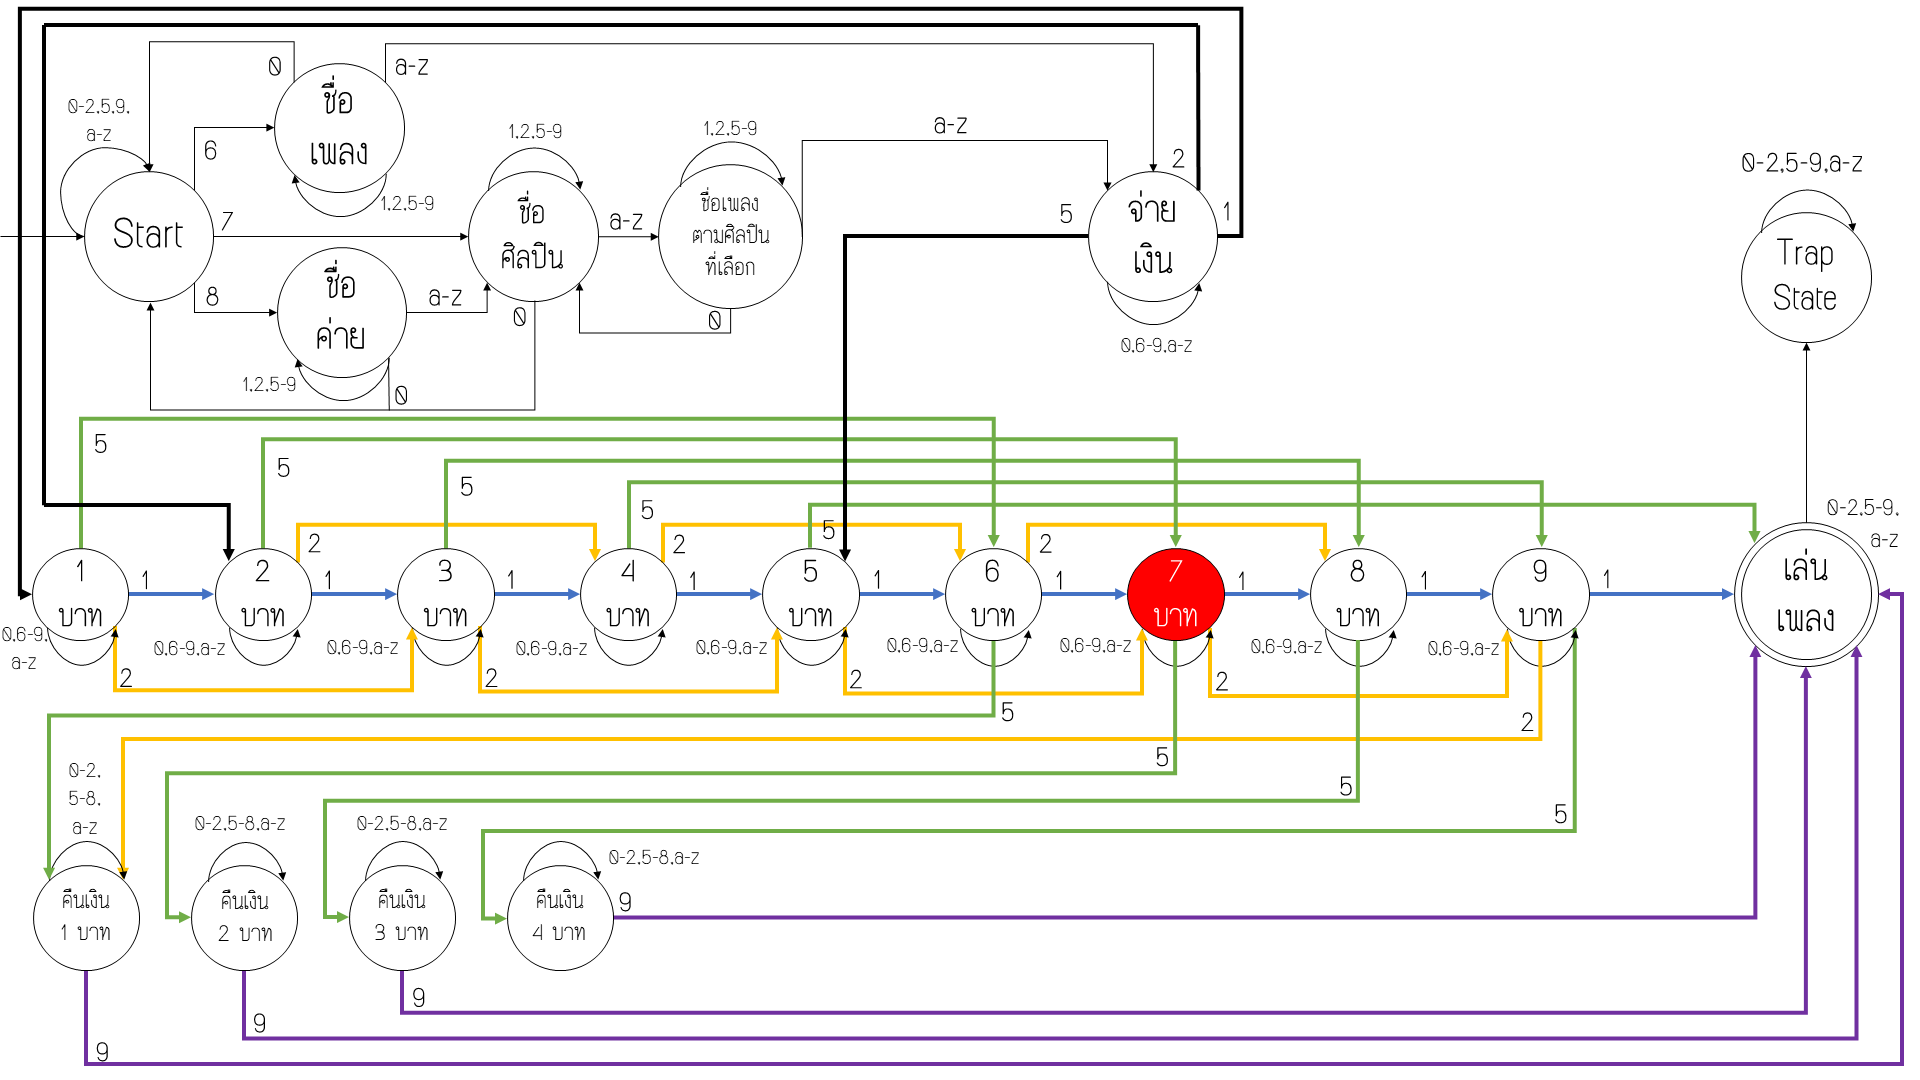 0
a-z
ชื่อ
เพลง
0-2,5,9,
a-z
6
1,2,5-9
1,2,5-9
1,2,5-9
a-z
2
0-2,5-9,a-z
Start
7
ชื่อ
ศิลปิน
a-z
ชื่อเพลง
ตามศิลปิน
ที่เลือก
5
จ่าย
เงิน
1
Trap
State
8
ชื่อ
ค่าย
a-z
0
0
0,6-9,a-z
1,2,5-9
0
5
5
5
5
5
0-2,5-9,
a-z
2
2
2
1
บาท
1
2
บาท
1
3
บาท
1
4
บาท
1
5
บาท
1
6
บาท
1
7
บาท
1
8
บาท
1
9
บาท
1
เล่น
เพลง
0,6-9,
a-z
0,6-9,a-z
0,6-9,a-z
0,6-9,a-z
0,6-9,a-z
0,6-9,a-z
0,6-9,a-z
0,6-9,a-z
0,6-9,a-z
2
2
2
2
5
2
5
5
5
0-2,
5-8,
a-z
0-2,5-8,a-z
0-2,5-8,a-z
0-2,5-8,a-z
คืนเงิน
1 บาท
คืนเงิน
2 บาท
คืนเงิน
3 บาท
คืนเงิน
4 บาท
9
9
9
9